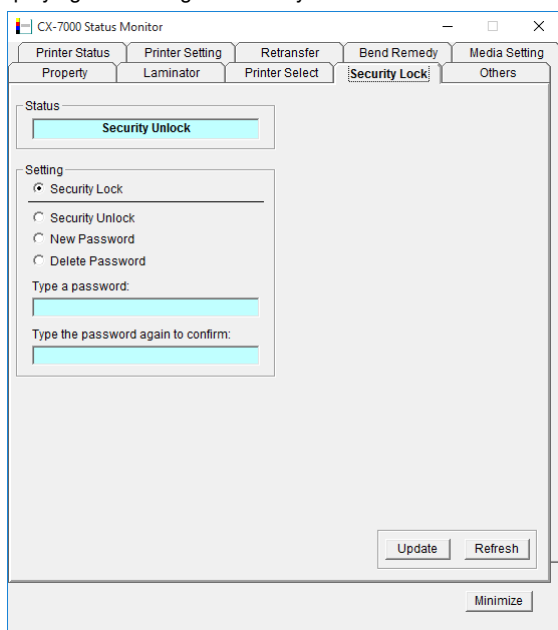 CX-7000 Status Monitor
Printer Status Printer Setting Retransfer Bend Remedy Media Setting
Property Laminator Printer Select Security Lock Others
Status
Security Unlock
Setting
Security Lock
Security Unlock
New Password
Delete Password
Type a password:
Type the password again to confirm:
Update Refresh
Minimize